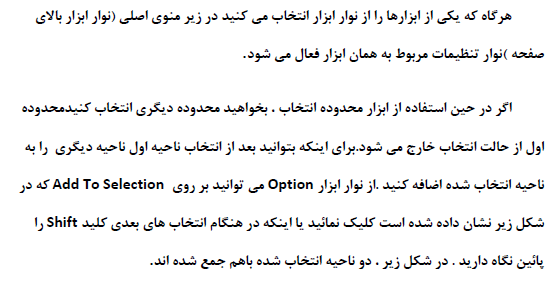 هرگاه که یکی از ابزارها را از نوار ابزار انتخاب می کنید در زیر منوی اصلی (نوار ابزار بالای
صفحه )نوار تنظیمات مربوط به همان ابزار فعال می شود.
اگر در حین استفاده از ابزار محدوده انتخاب ، بخواهید محدوده دیگری انتخاب کنیدمحدوده
اول از حالت انتخاب خارج می شود.برای اینکه بتوانید بعد از انتخاب ناحیه اول ناحیه دیگری را به
ناحیه انتخاب شده اضافه کنید .از نوار ابزار Option می توانید بر روی Add To Selection که در
شکل زیر نشان داده شده است کلیک نمائید یا اینکه در هنگام انتخاب های بعدی کلید Shift را
پائین نگاه دارید . در شکل زیر ، دو ناحیه انتخاب شده باهم جمع شده اند.